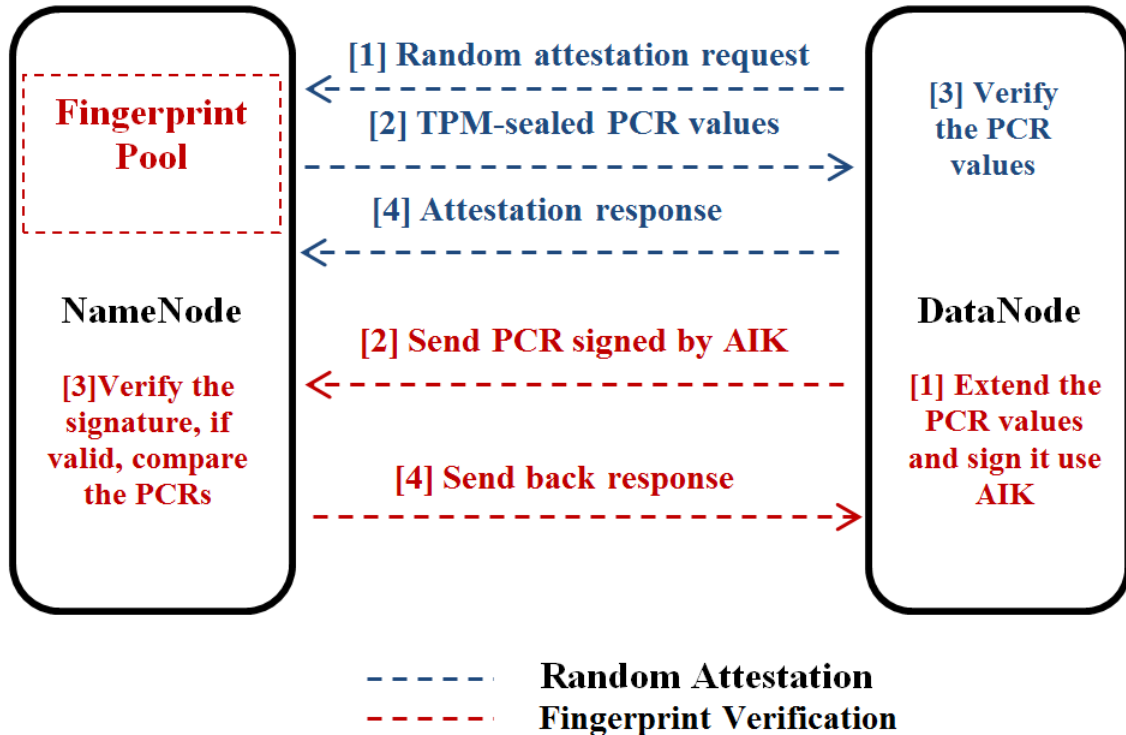 [1] Random attestation request
Fingerprint
Pool
[2] TPM-sealed PCR values
[3] Verify
the PCR
values
[4] Attestation response
NameNode
DataNode
[2] Send PCR signed by AIK
[3]Verify the
signature, if
valid, compare
the PCRs
[1] Extend the
PCR values
and sign it use
AIK
[4] Send back response
Random Attestation
Fingerprint Verification